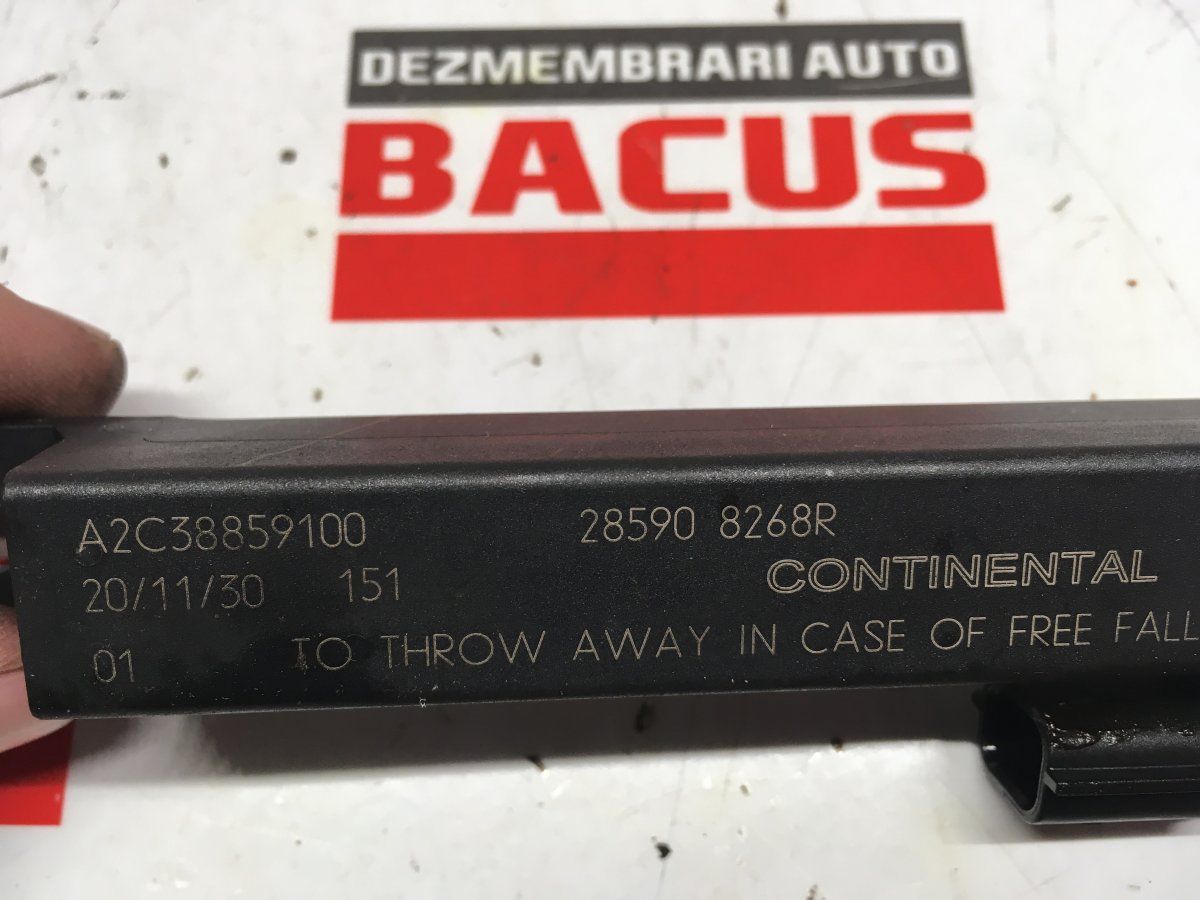 DEZMEMBRARI AUTO
BACUS
A2C38859100 28590 8268R
20/11/30 151 CONTINENTAL
01 TO THROW AWAY IN CASE OF FREE FALL